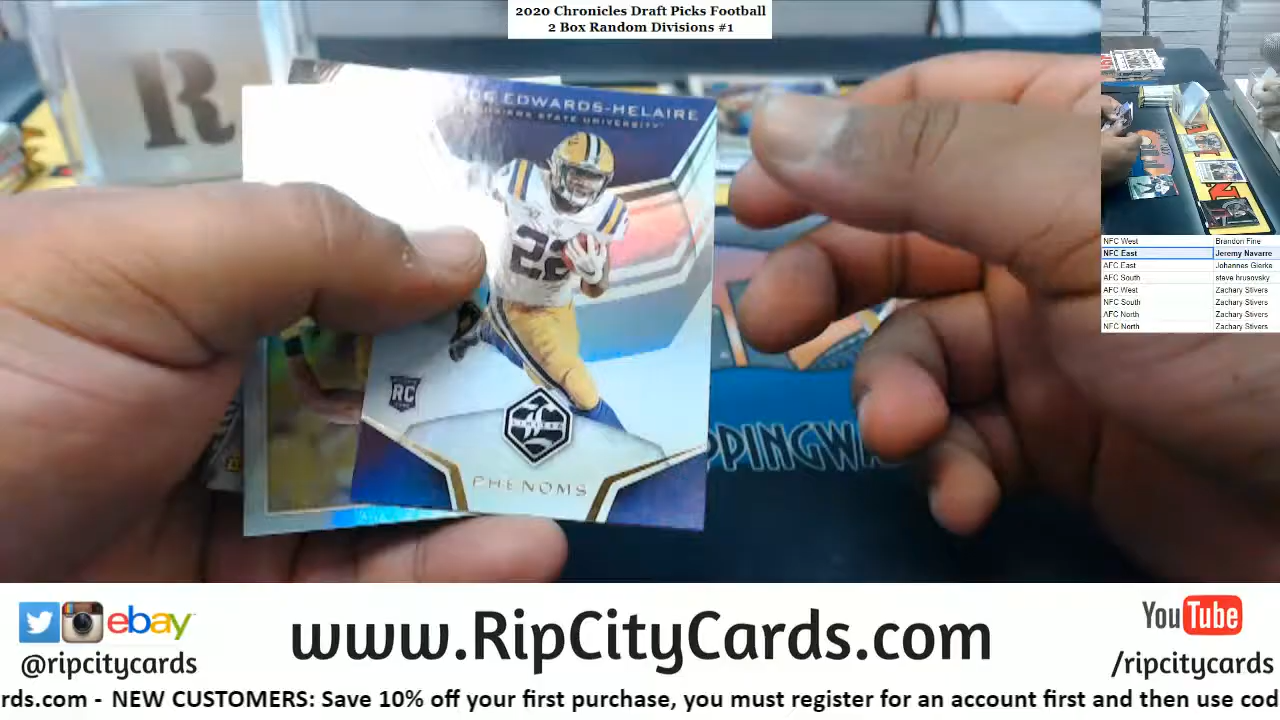 2020 Chronicles Draft Picks Football
2 Box Random Divisions #1
R
EDWARDS-HELAIRE
STATE UNIVERSITY
22
RC
LIMITED
PHENOMS
PPINGWA
NFC West Brandon Fine
NFC East Jeremy Navarre
AFC East Johannes Gierke
AFC South steve hrusovsky
AFC West Zachary Stivers
NFC South Zachary Stivers
AFC North Zachary Stivers
NFC North Zachary Stivers
ebay
@ripcitycards
www.RipCityCards.com
YouTube
/ripcitycards
rds.com - NEW CUSTOMERS: Save 10% off your first purchase, you must register for an account first and then use cod